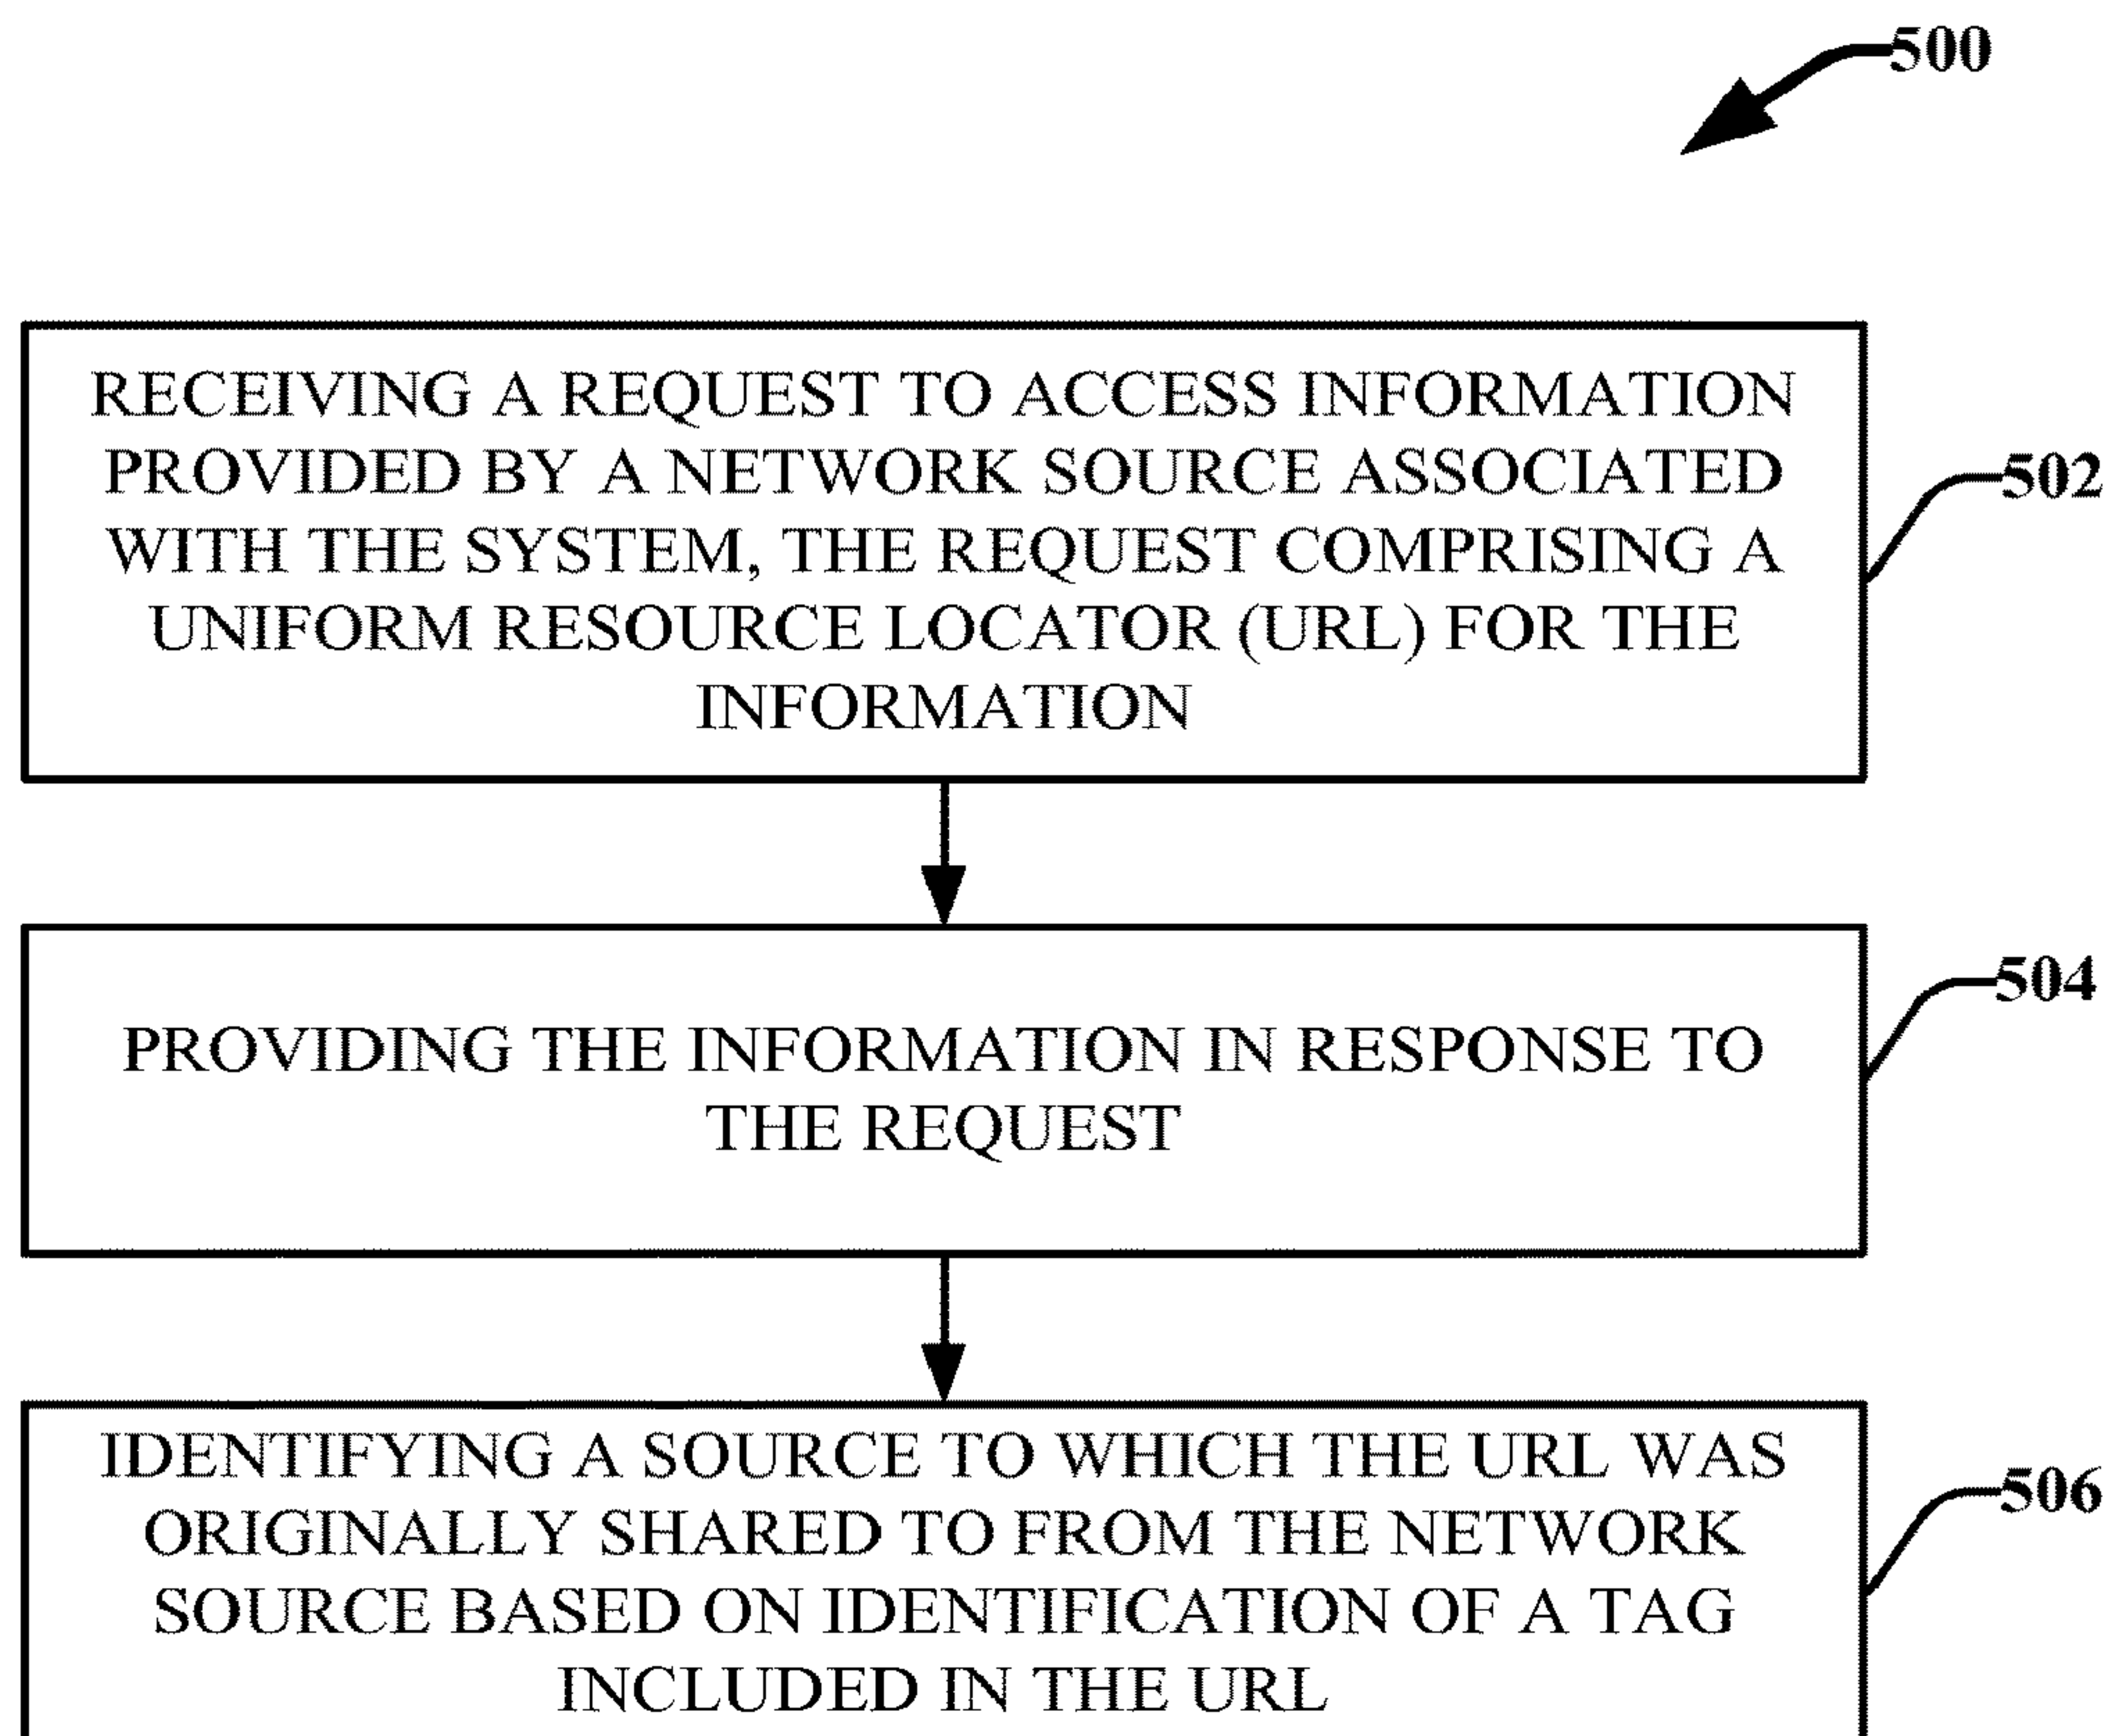 500
RECEIVING A REQUEST TO ACCESS INFORMATION
PROVIDED BY A NETWORK SOURCE ASSOCIATED
WITH THE SYSTEM, THE REQUEST COMPRISING A
UNIFORM RESOURCE LOCATOR (URL) FOR THE
INFORMATION
502
PROVIDING THE INFORMATION IN RESPONSE TO
THE REQUEST
504
IDENTIFYING A SOURCE TO WHICH THE URL WAS
ORIGINALLY SHARED TO FROM THE NETWORK
SOURCE BASED ON IDENTIFICATION OF A TAG
INCLUDED IN THE URL
506